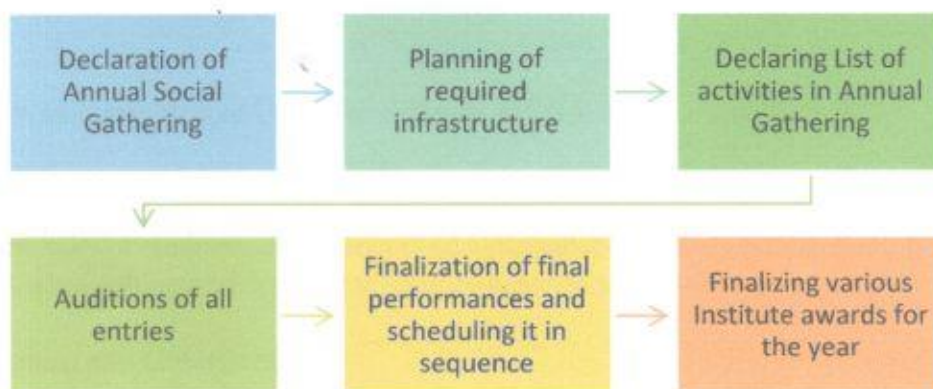 Declaration of
Annual Social
Gathering
Planning of
required
infrastructure
Declaring List of
activities in Annual
Gathering
Auditions of all
entries
Finalization of final
performances and
scheduling it in
sequence
Finalizing various
Institute awards for
the year